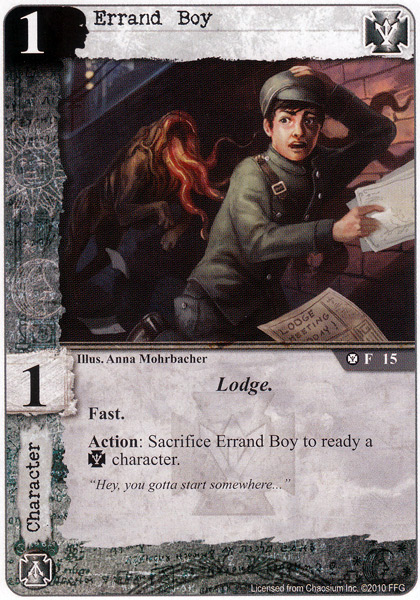 1
Errand Boy
LODGE
MEETING
Illus. Anna Mohrbacher
F 15
1
Lodge.
Fast.
Action: Sacrifice Errand Boy to ready a
character.
"Hey, you gotta start somewhere..."
Character
Licensed from Chaosium Inc. ©2010 FFG